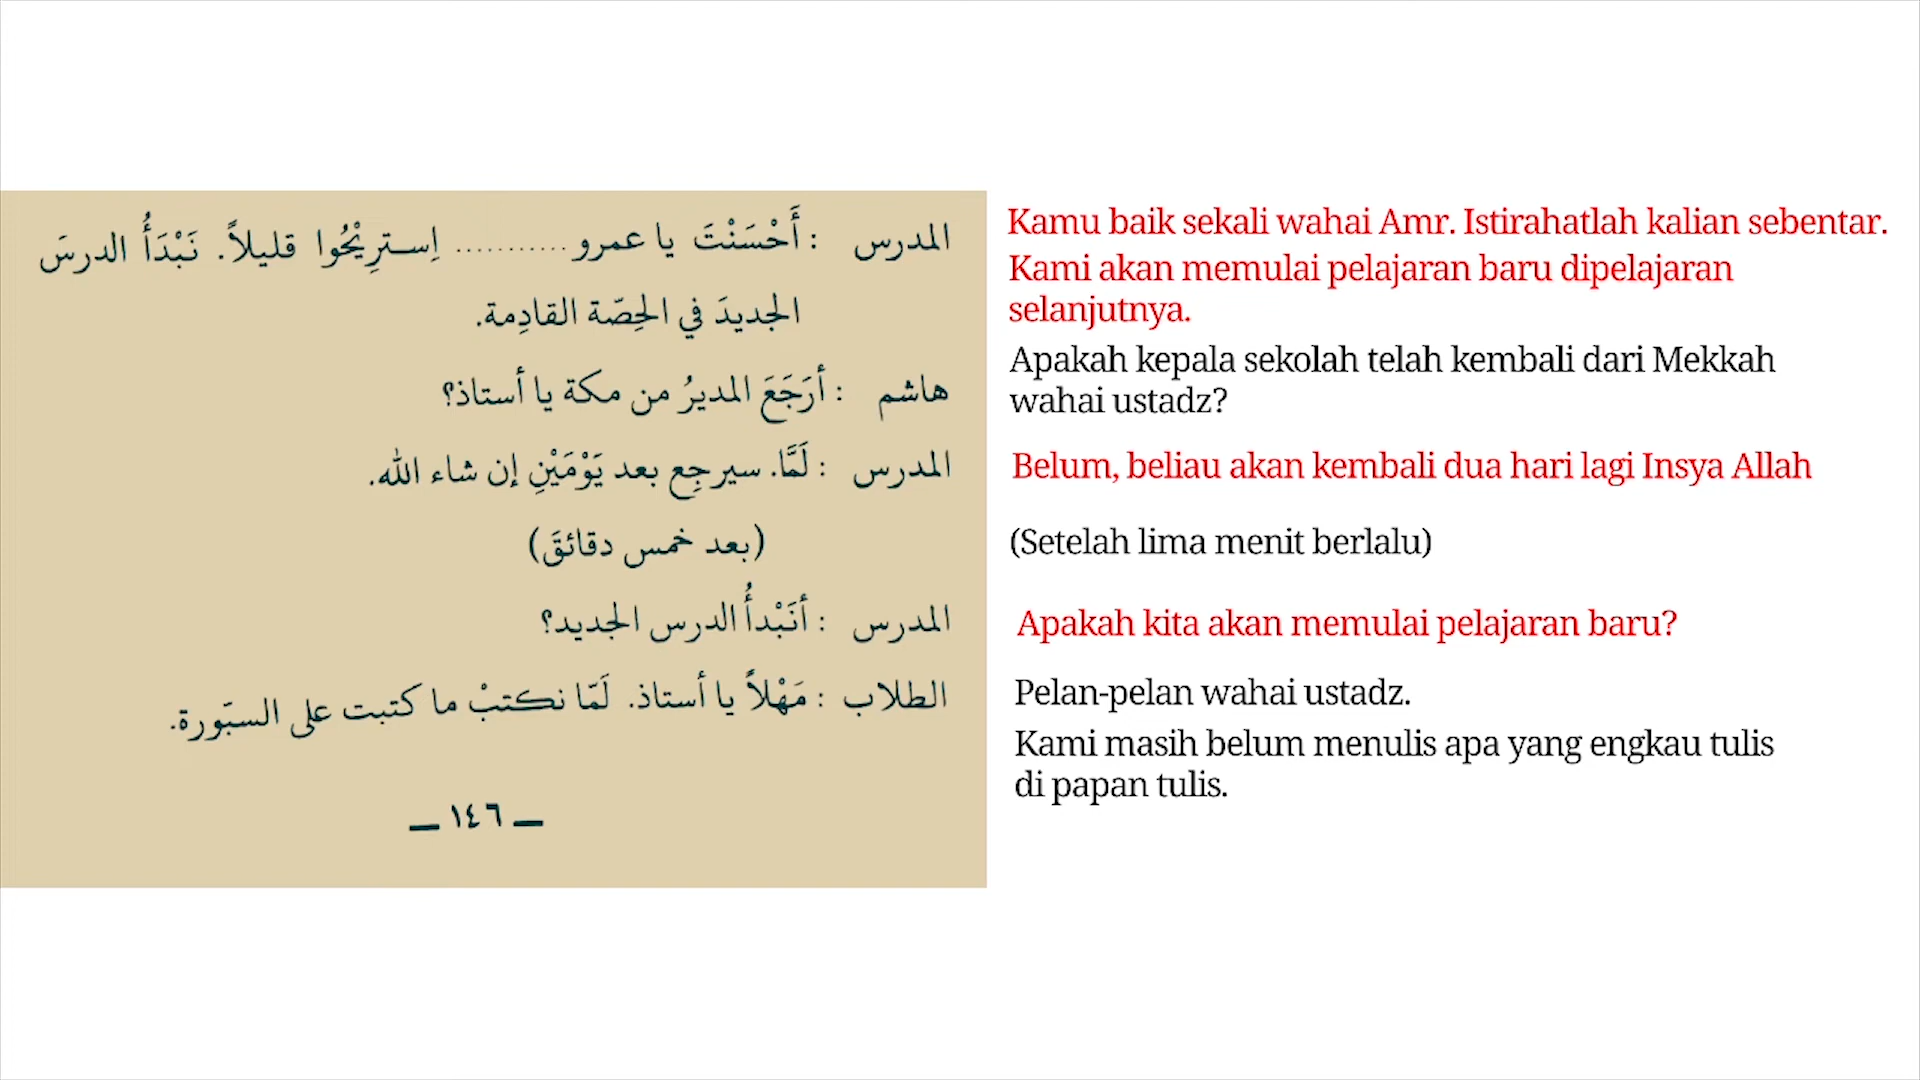 المدرس : أَحْسَنْتَ يا عمرو ........... اِسترِيْحُوا قليلاً. نَبْدَأُ الدرسَ
الجديدَ في الحِصّة القادِمة.
هاشم : أرَجَعَ المديرُ من مكة يا أستاذ؟
المدرس : لَمَّا. سيرجِع بعد يَوْمَيْنِ إن شاء الله.
(بعد خمس دقائقَ)
المدرس : أنَبْدأُ الدرس الجديد؟
الطلاب : مَهْلاً يا أستاذ. لَمّا نكتبْ ما كتبت على السبّورة.
— ١٤٦ —
Kamu baik sekali wahai Amr. Istirahatlah kalian sebentar.
Kami akan memulai pelajaran baru dipelajaran
selanjutnya.
Apakah kepala sekolah telah kembali dari Mekkah
wahai ustadz?
Belum, beliau akan kembali dua hari lagi Insya Allah
(Setelah lima menit berlalu)
Apakah kita akan memulai pelajaran baru?
Pelan-pelan wahai ustadz.
Kami masih belum menulis apa yang engkau tulis
di papan tulis.